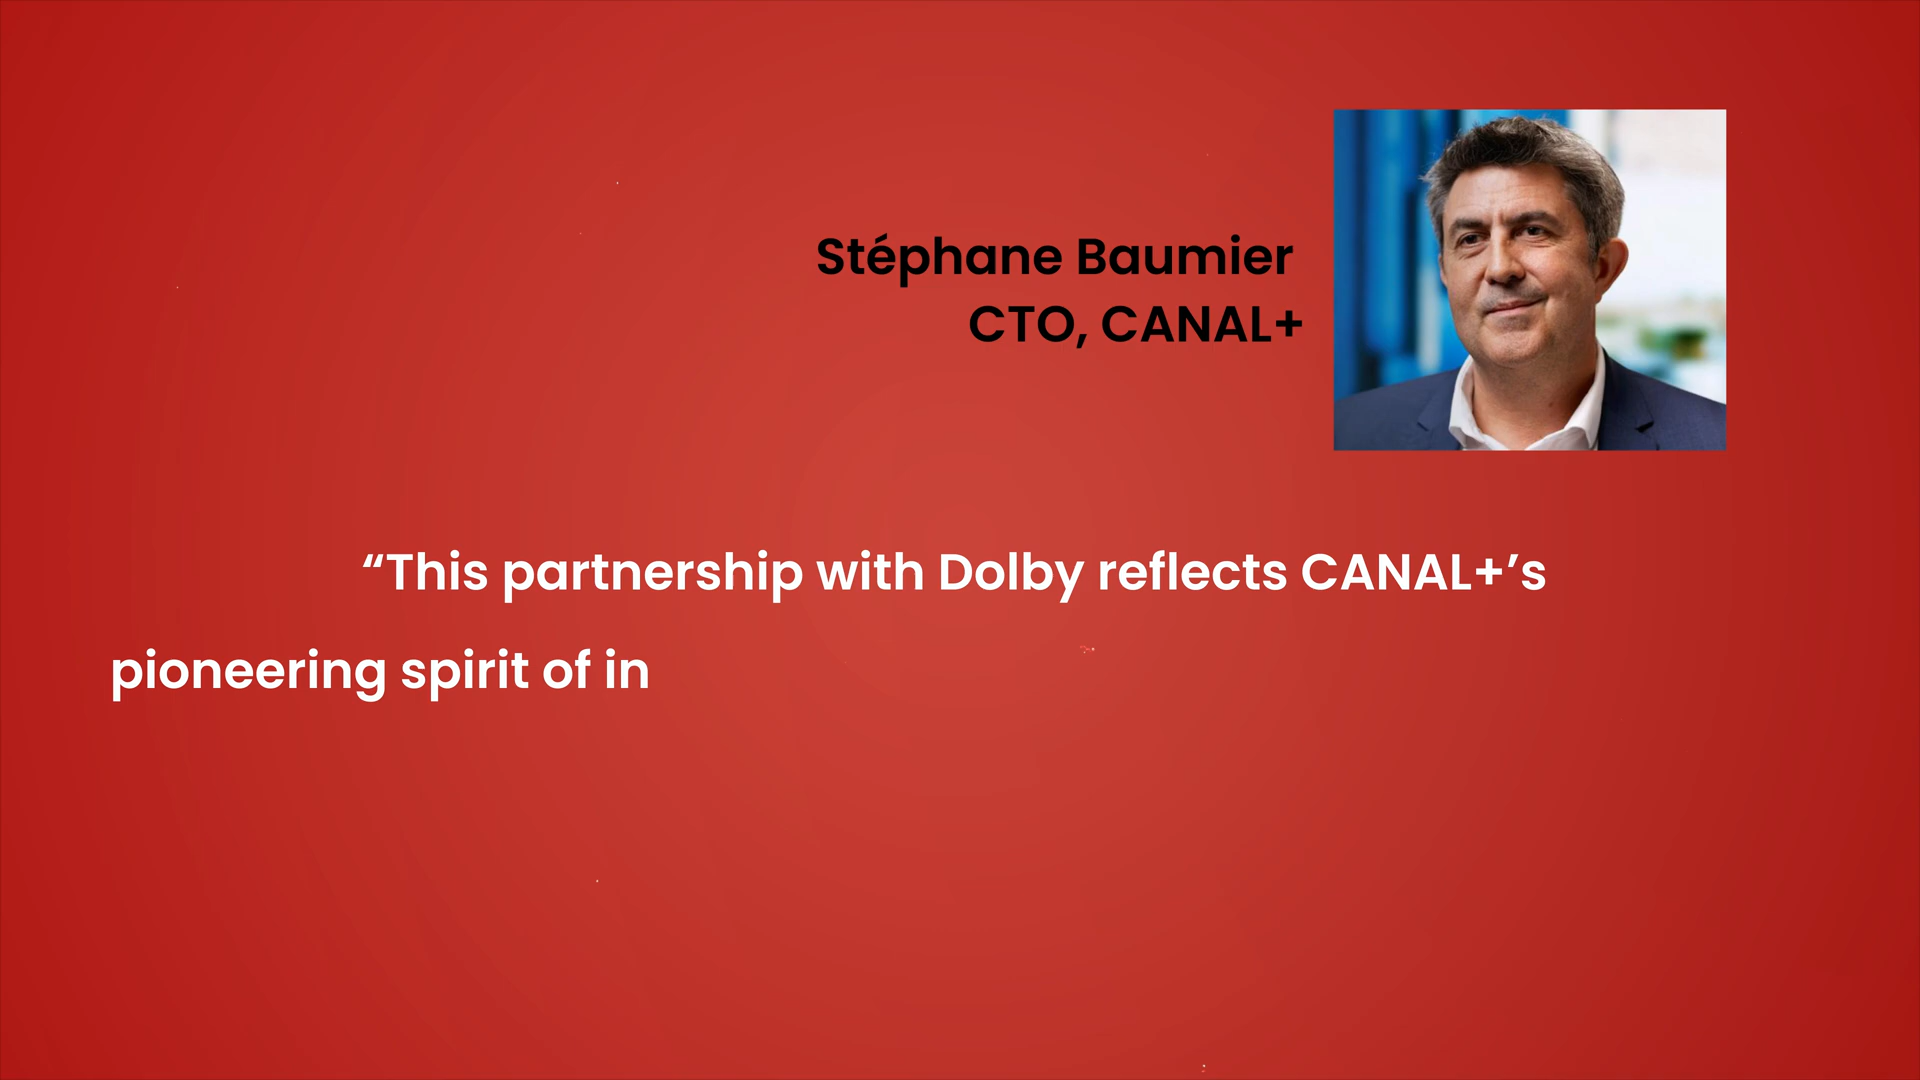 Stéphane Baumier
CTO, CANAL+
“This partnership with Dolby reflects CANAL+’s
pioneering spirit of in